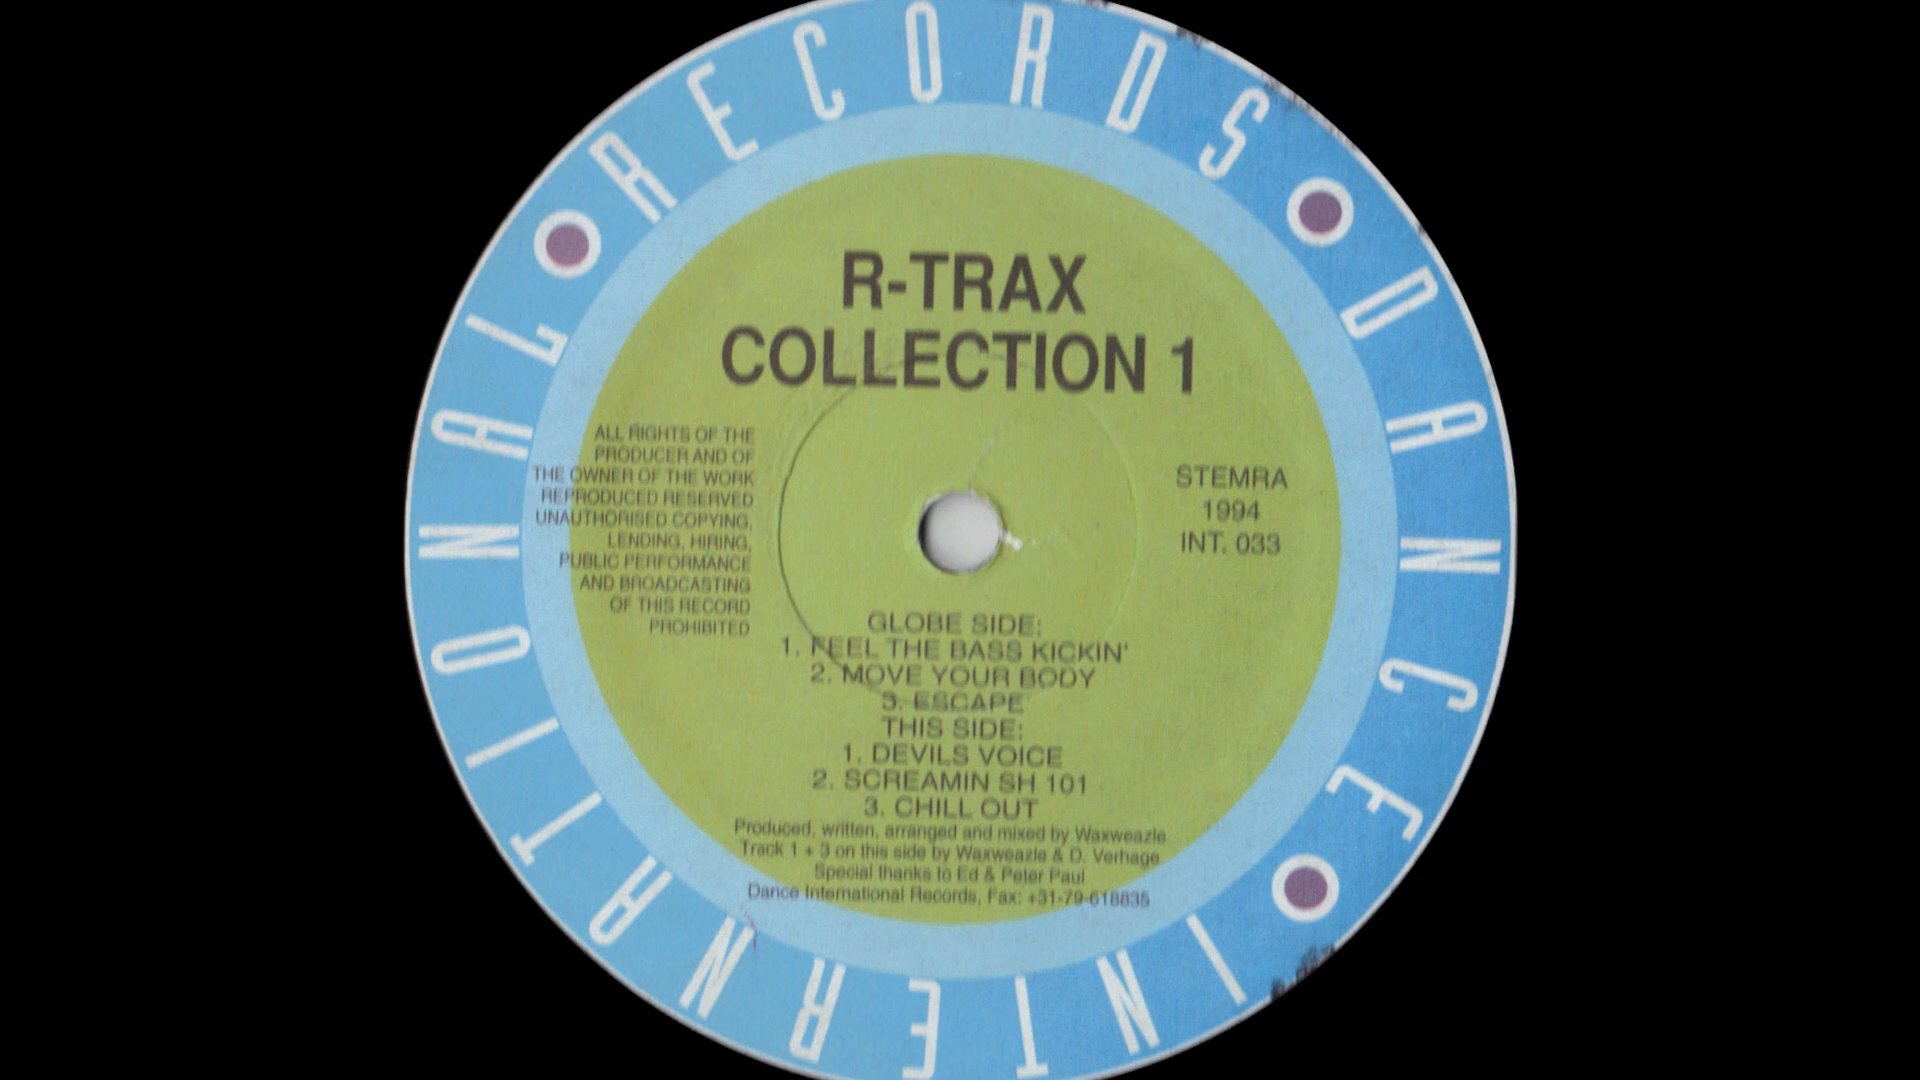 RECORDS • DANCE • INTERNATIONAL •
R-TRAX
COLLECTION 1
ALL RIGHTS OF THE
PRODUCER AND OF
THE OWNER OF THE WORK
REPRODUCED RESERVED
UNAUTHORISED COPYING,
LENDING, HIRING,
PUBLIC PERFORMANCE
AND BROADCASTING
OF THIS RECORD
PROHIBITED
STEMRA
1994
INT. 033
GLOBE SIDE:
1. FEEL THE BASS KICKIN'
2. MOVE YOUR BODY
3. ESCAPE
THIS SIDE:
1. DEVILS VOICE
2. SCREAMIN SH 101
3. CHILL OUT
Produced, written, arranged and mixed by Waxweazle
Track 1 + 3 on this side by Waxweazle & D. Verhage
Special thanks to Ed & Peter Paul
Dance International Records, Fax: +31-79-618835